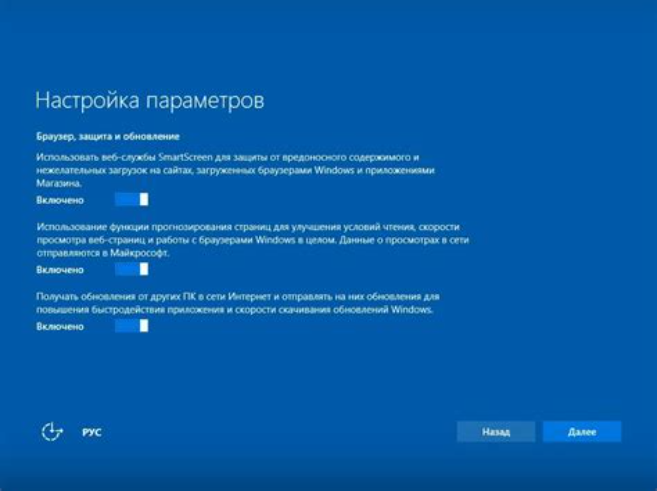 Настройка параметров
Браузер, защита и обновление
Использовать веб-службы SmartScreen для защиты от вредоносного содержимого и
нежелательных загрузок на сайтах, загруженных браузерами Windows и приложениями
Магазина.
Включено
Использование функции прогнозирования страниц для улучшения условий чтения, скорости
просмотра веб-страниц и работы с браузерами Windows в целом. Данные о просмотрах в сети
отправляются в Майкрософт.
Включено
Получать обновления от других ПК в сети Интернет и отправлять на них обновления для
повышения быстродействия приложения и скорости скачивания обновлений Windows.
Включено
РУС
Назад
Далее